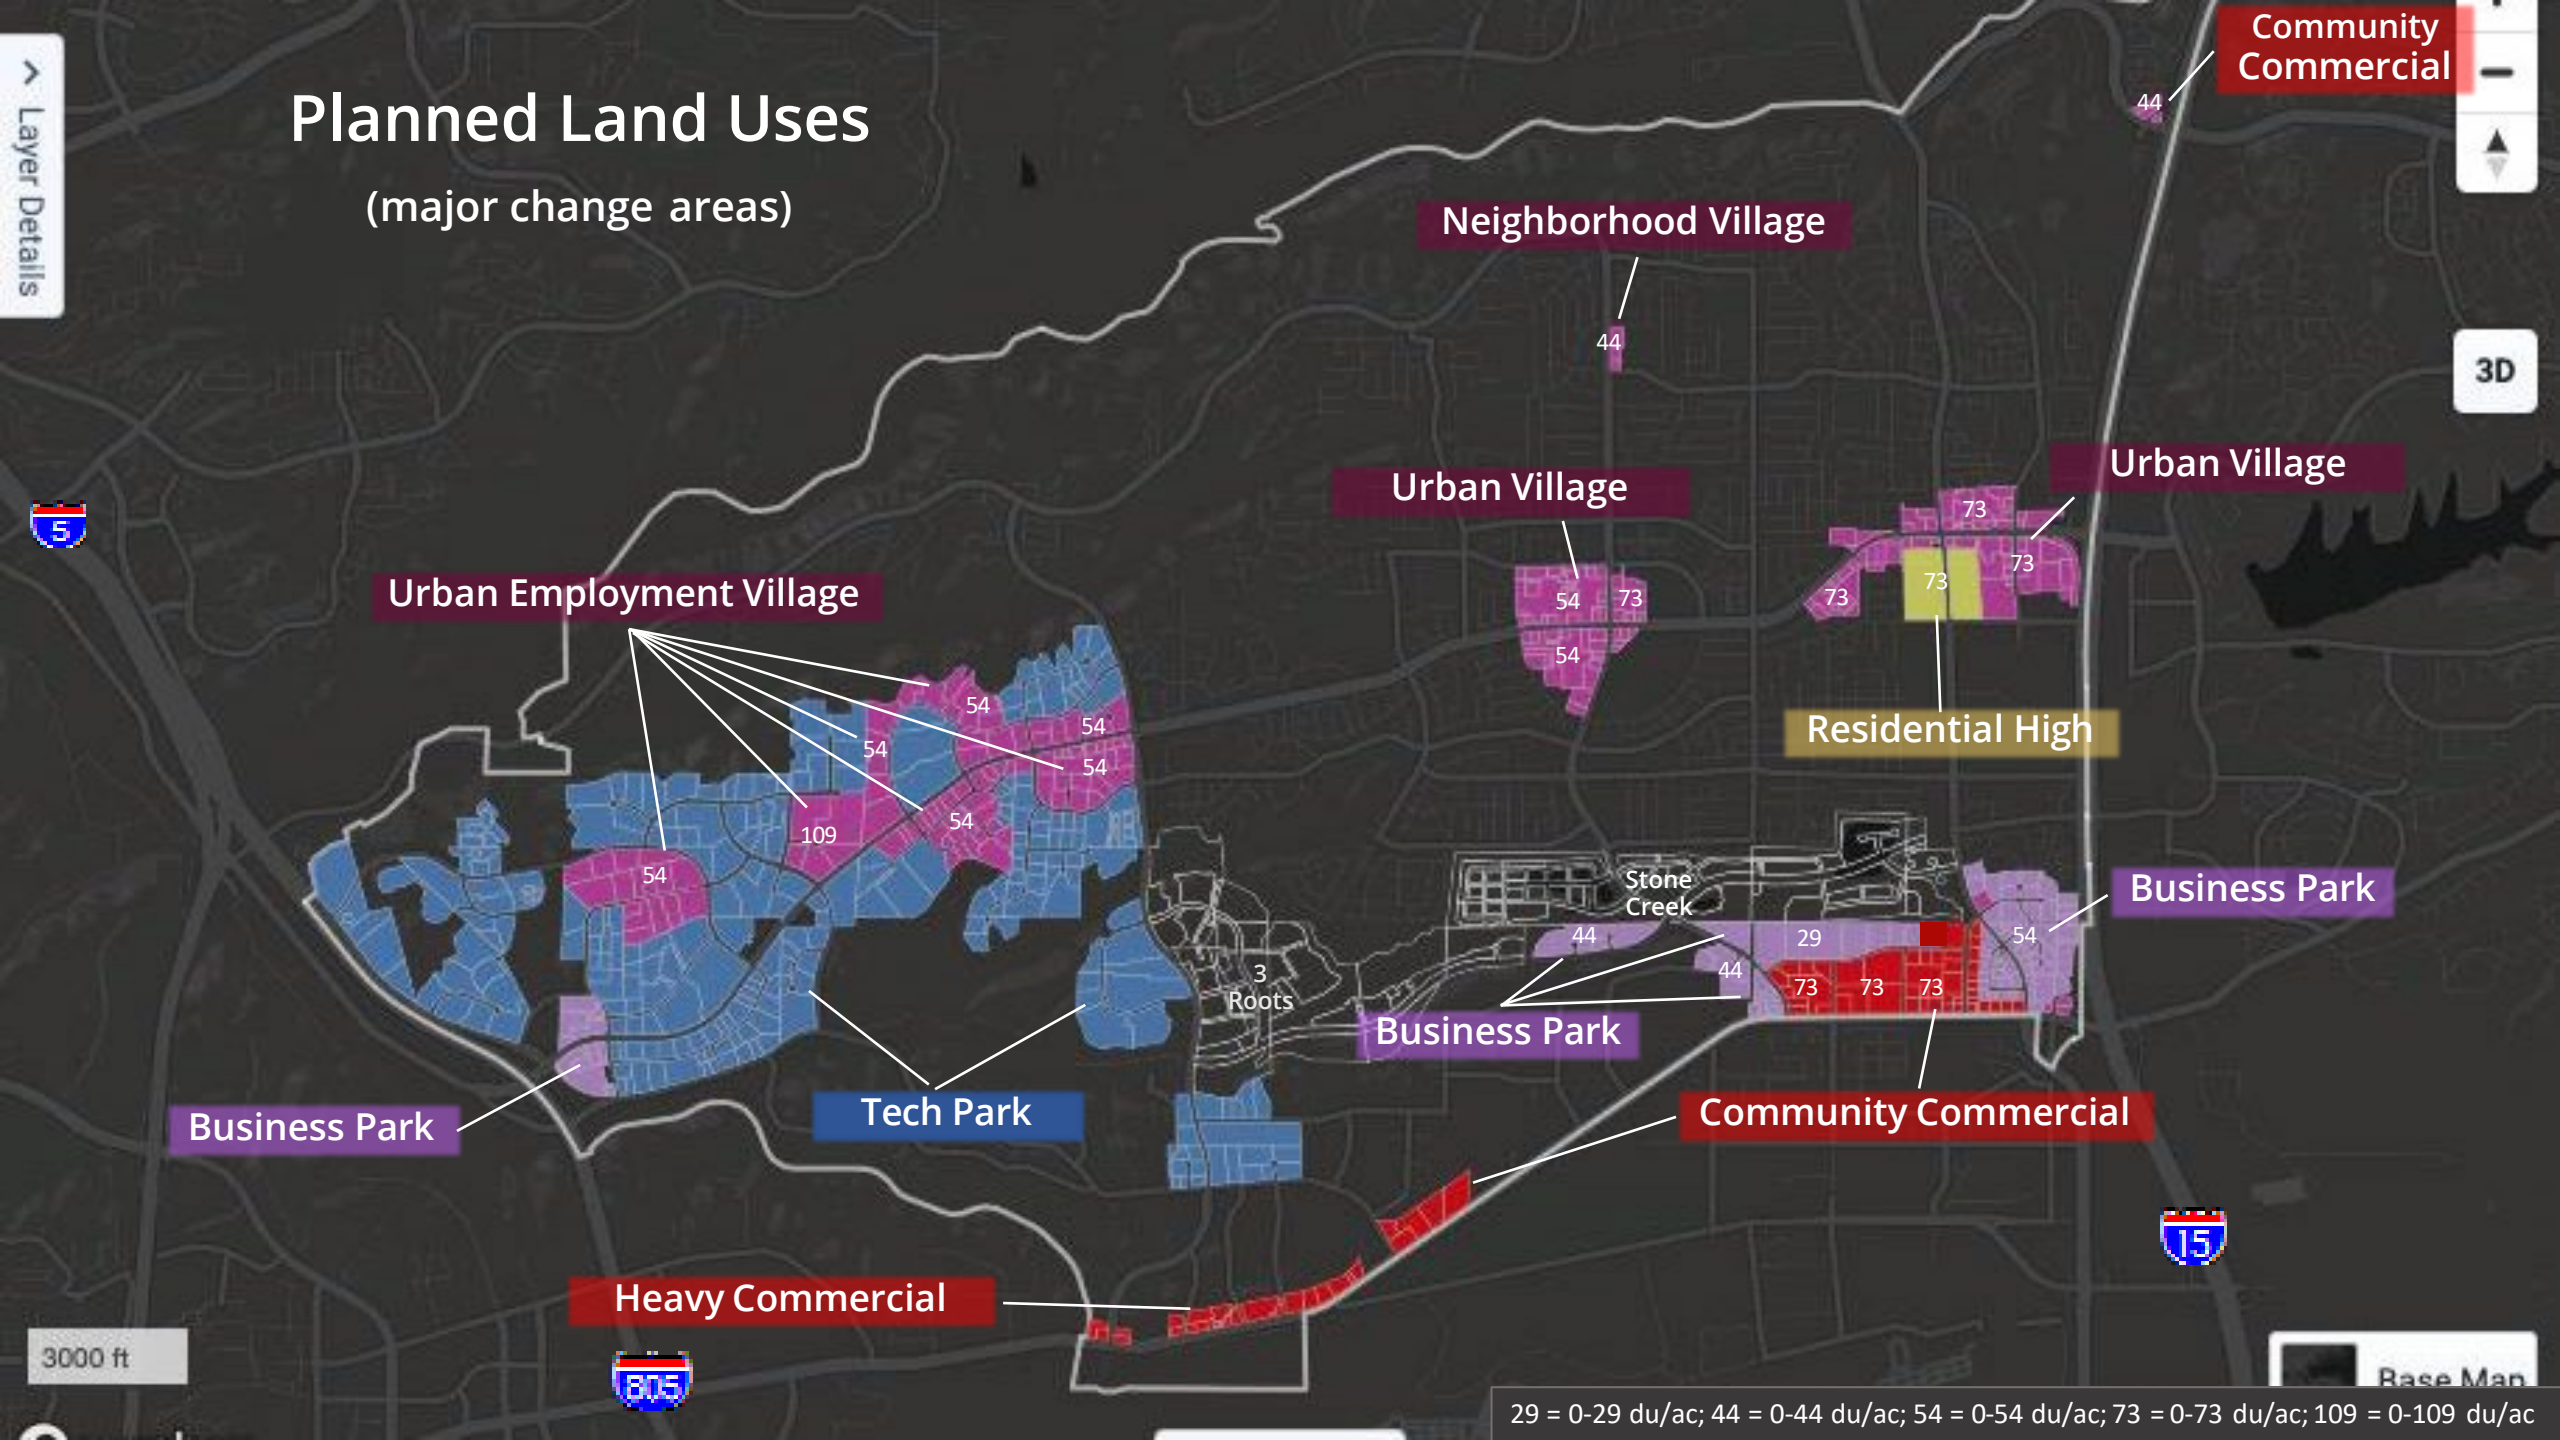 Community
Commercial
Layer Details
Planned Land Uses
44
(major change areas)
Neighborhood Village
44
3D
Urban Village
Urban Village
5
73
73
73
73
54
73
54
Urban Employment Village
Residential High
54
54
54
54
109
54
54
Stone
Creek
Business Park
44
29
54
44
3
Roots
73
73
73
Business Park
Business Park
Tech Park
Community Commercial
15
Heavy Commercial
3000 ft
805
Base Map
29 = 0-29 du/ac; 44 = 0-44 du/ac; 54 = 0-54 du/ac; 73 = 0-73 du/ac; 109 = 0-109 du/ac